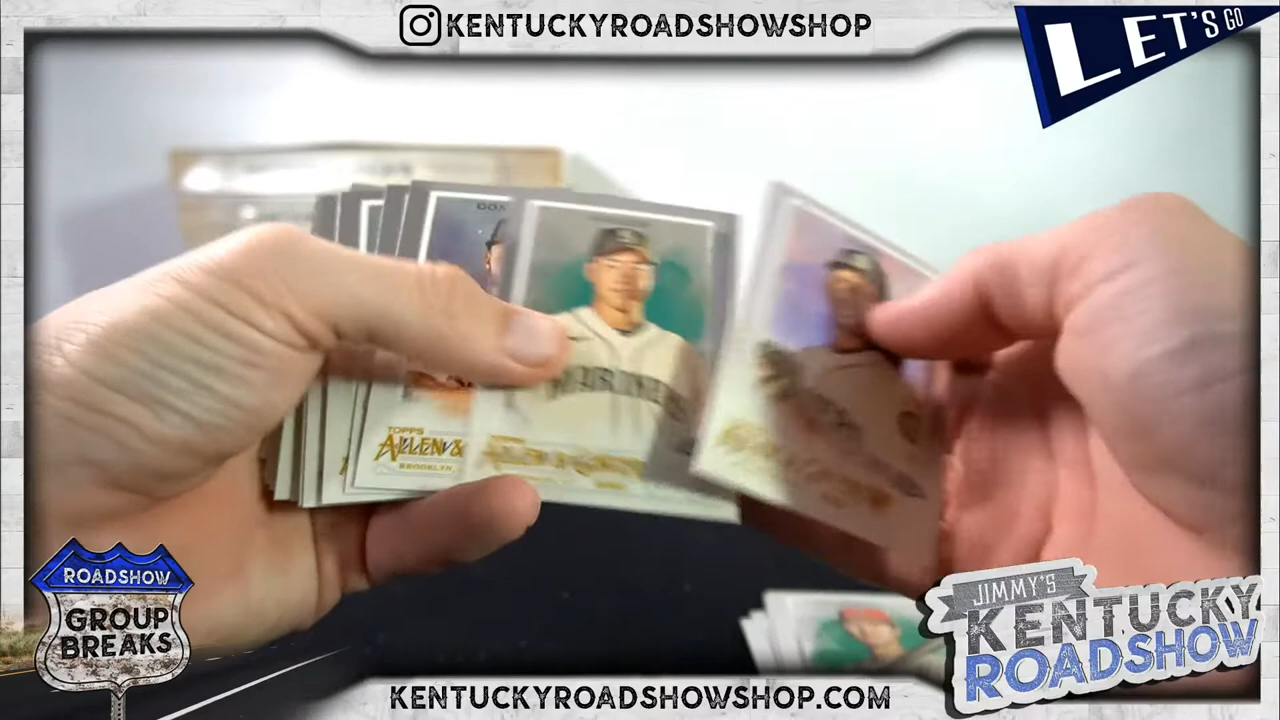 KENTUCKYROADSHOWSHOP
LET'S GO
MARINERS
TOPPS
ALLEN &
BROOKLYN,
ROADSHOW
GROUP
BREAKS
JIMMY'S
KENTUCKY
ROADSHOW
KENTUCKYROADSHOWSHOP.COM